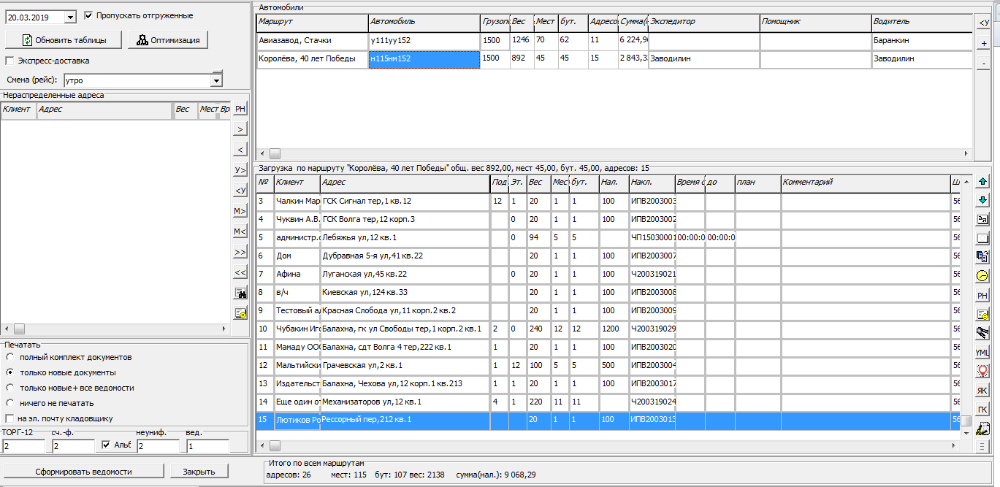 20.03.2019 Пропускать отгруженные
Обновить таблицы Оптимизация
Экспресс-доставка
Смена (рейс): утро
Нераспределенные адреса
Клиент Адрес Вес Мест Вр
РН
>
<
У>
<У
М>
М<
>>
<<
Печатать
полный комплект документов
только новые документы
только новые+все ведомости
ничего не печатать
на эл. почту кладовщику
ТОРГ-12 сч.-ф. неуниф. вед.
2 2 Альб 2 1
Сформировать ведомости Закрыть
Автомобили
Маршрут Автомобиль Грузопо Вес Мест бут. Адресо Сумма(н Экспедитор Помощник Водитель
Авиазавод, Стачки у111уу152 1500 1246 70 62 11 6 224,9 Баранкин
Королёва, 40 лет Победы н115нм152 1500 892 45 45 15 2 843,3 Заводилин Заводилин
<У
+
-
Загрузка по маршруту "Королёва, 40 лет Победы" общ. вес 892,00, мест 45,00, бут. 45,00, адресов: 15
№ Клиент Адрес Под Эт. Вес Мес бут. Нал. Накл. Время с до план Комментарий Ш
3 Чалкин Мар ГСК Сигнал тер,1 кв.12 12 1 20 1 1 100 ИПВ2003003 56
4 Чуквин А.В. ГСК Волга тер,12 корп.3 0 20 1 1 100 ИПВ2003002 56
5 администр.с Лебяжья ул,12 кв.1 0 94 5 5 ЧП15030001 00:00:0 00:00:0 56
6 Дом Дубравная 5-я ул,41 кв.22 20 1 1 100 ИПВ2003007 56
7 Афина Луганская ул,45 кв.22 0 20 1 1 100 Ч200319021 56
8 в/ч Киевская ул,124 кв.33 20 1 1 100 ИПВ2003008 56
9 Тестовый ад Красная Слобода ул,11 корп.2 кв.2 20 1 1 100 ИПВ2003009 56
10 Чубакин Иго Балахна, гк ул Свободы тер,1 корп.2 кв.1 2 0 240 12 12 1200 Ч200319029 56
11 Мамаду ООО Балахна, сдт Волга 4 тер,222 кв.1 1 20 1 1 100 ИПВ2003020 56
12 Мальтийски Грачевская ул,2 кв.1 1 12 100 5 5 500 ИПВ2003004 56
13 Издательст Балахна, Чехова ул,12 корп.1 кв.213 1 1 20 1 1 100 ИПВ2003017 56
14 Еще один от Механизаторов ул,12 кв.1 4 1 220 11 11 Ч200319024 56
15 Лютиков Ро Рессорный пер,212 кв.1 20 1 1 100 ИПВ2003013 56
РН
YML
ЯК
ГК
Итого по всем маршрутам
адресов: 26 мест: 115 бут: 107 вес: 2138 сумма(нал.): 9 068,29